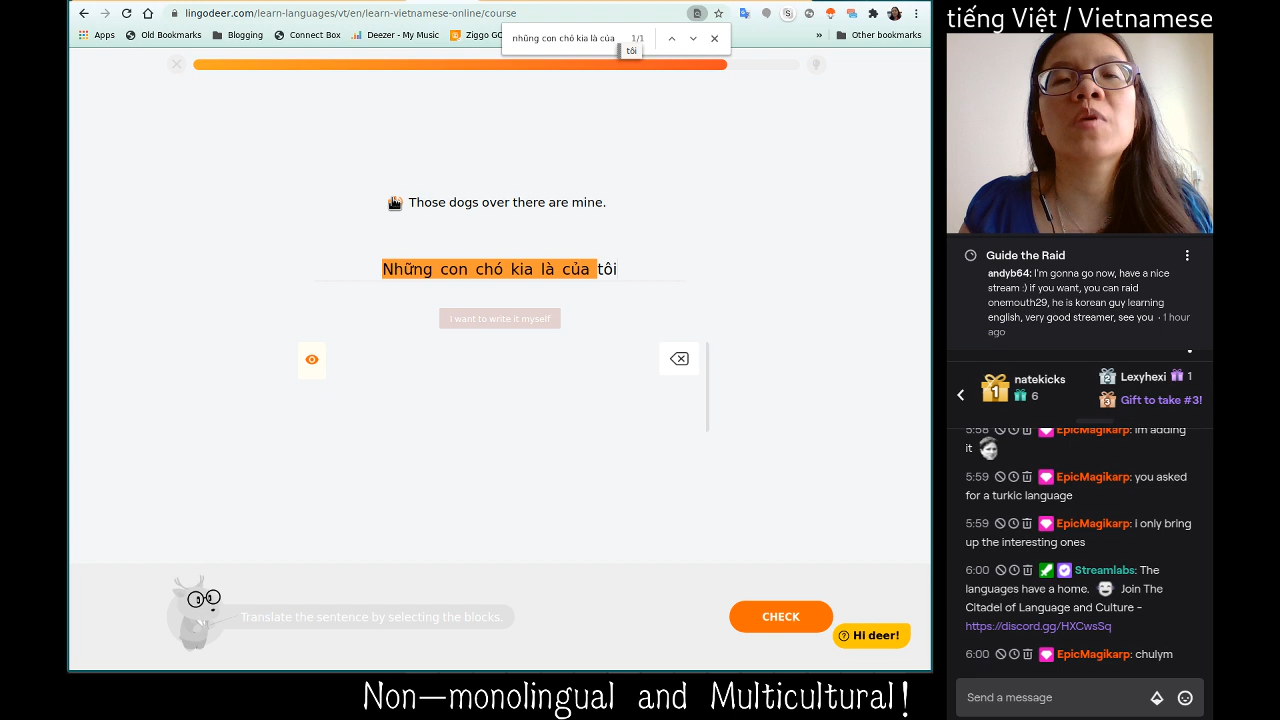 lingodeer.com/learn-languages/vt/en/learn-vietnamese-online/course
Apps Old Bookmarks Blogging Connect Box Deezer - My Music Ziggo GO » Other bookmarks
những con chó kia là của 1/1
tôi
Those dogs over there are mine.
Những con chó kia là của tôi
I want to write it myself
Translate the sentence by selecting the blocks.
CHECK
Hi deer!
Non—monolingual and Multicultural!
tiếng Việt / Vietnamese
Guide the Raid
andyb64: I'm gonna go now, have a nice
stream :) if you want, you can raid
onemouth29, he is korean guy learning
english, very good streamer, see you · 1 hour
ago
1 natekicks
6
2 Lexyhexi 1
3 Gift to take #3!
5:58 EpicMagikarp: im adding
it
5:59 EpicMagikarp: you asked
for a turkic language
5:59 EpicMagikarp: i only bring
up the interesting ones
6:00 Streamlabs: The
languages have a home. Join The
Citadel of Language and Culture -
https://discord.gg/HXCwsSq
6:00 EpicMagikarp: chulym
Send a message